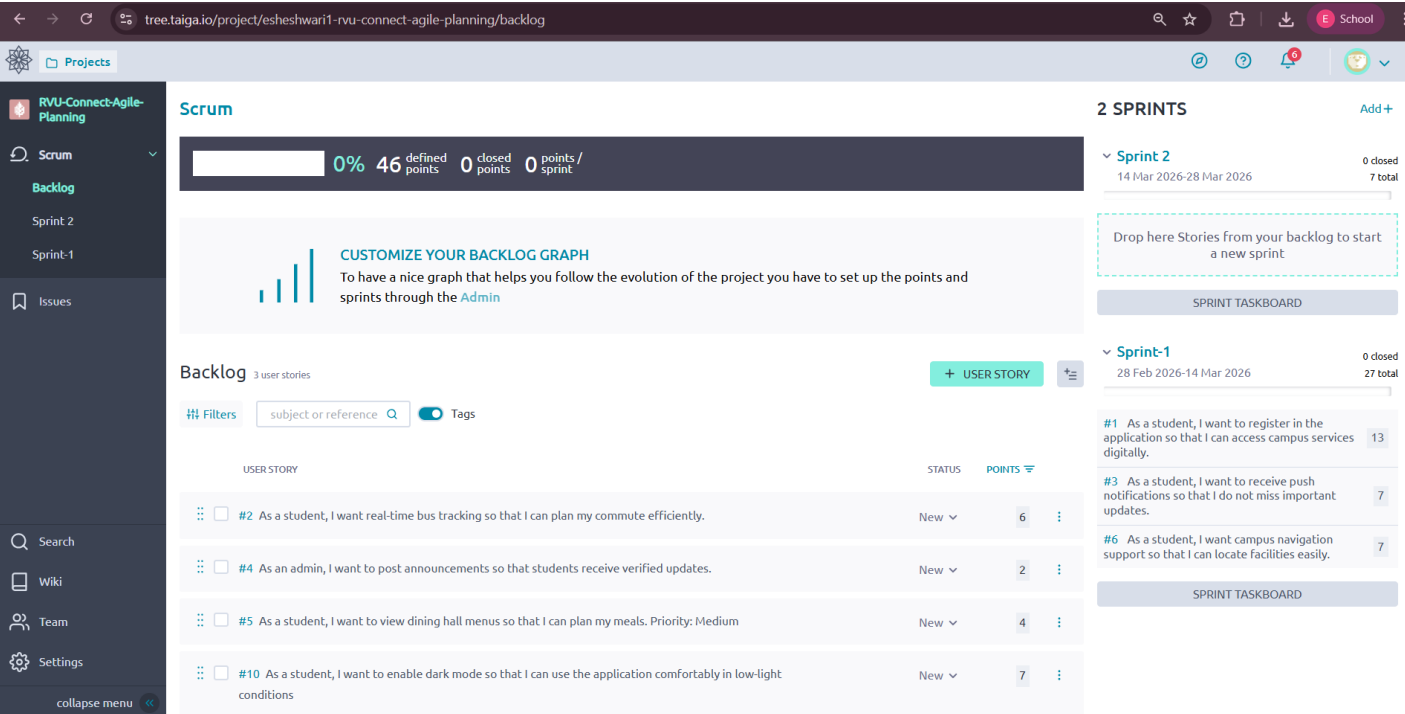 tree.taiga.io/project/esheshwari1-rvu-connect-agile-planning/backlog
E School
Projects
6
RVU-Connect-Agile-
Planning
Scrum
Backlog
Sprint 2
Sprint-1
Issues
Search
Wiki
Team
Settings
collapse menu
Scrum
0% 46 defined points 0 closed points 0 points / sprint
CUSTOMIZE YOUR BACKLOG GRAPH
To have a nice graph that helps you follow the evolution of the project you have to set up the points and
sprints through the Admin
Backlog 3 user stories
+ USER STORY
Filters
subject or reference
Tags
USER STORY STATUS POINTS
#2 As a student, I want real-time bus tracking so that I can plan my commute efficiently. New 6
#4 As an admin, I want to post announcements so that students receive verified updates. New 2
#5 As a student, I want to view dining hall menus so that I can plan my meals. Priority: Medium New 4
#10 As a student, I want to enable dark mode so that I can use the application comfortably in low-light
conditions
New 7
2 SPRINTS Add+
Sprint 2 0 closed
14 Mar 2026-28 Mar 2026 7 total
Drop here Stories from your backlog to start
a new sprint
SPRINT TASKBOARD
Sprint-1 0 closed
28 Feb 2026-14 Mar 2026 27 total
#1 As a student, I want to register in the
application so that I can access campus services 13
digitally.
#3 As a student, I want to receive push
notifications so that I do not miss important 7
updates.
#6 As a student, I want campus navigation
support so that I can locate facilities easily. 7
SPRINT TASKBOARD